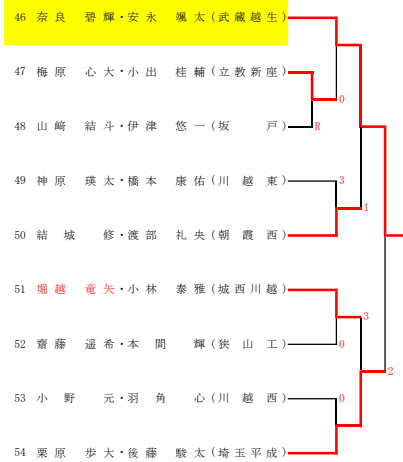 46 奈良 碧輝・安永 颯太(武蔵越生)
47 梅原 心大・小出 桂輔(立教新座)
0
48 山﨑 結斗・伊津 悠一(坂戸)
R
49 神原 瑛太・橋本 康佑(川越東)
3
1
50 結城 修・渡部 礼央(朝霞西)
51 堀越 竜矢・小林 泰雅(城西川越)
3
52 齋藤 遥希・本間 輝(狭山工)
0
2
53 小野 元・羽角 心(川越西)
0
54 栗原 歩大・後藤 駿太(埼玉平成)